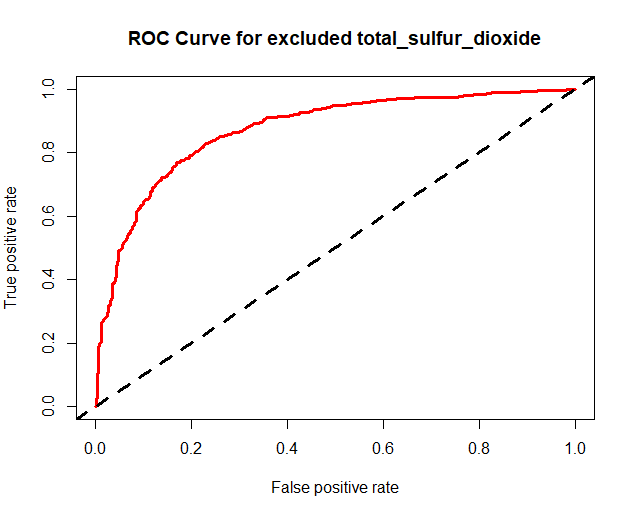 ROC Curve for excluded total_sulfur_dioxide
True positive rate
1.0
0.8
0.6
0.4
0.2
0.0
0.0 0.2 0.4 0.6 0.8 1.0
False positive rate